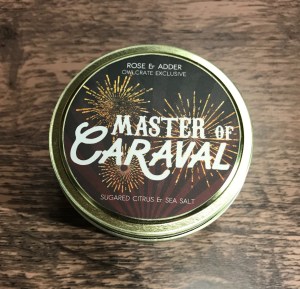 ROSE & ADDER
OWLCRATE EXCLUSIVE
MASTER OF
CARAVAL
SUGARED CITRUS & SEA SALT